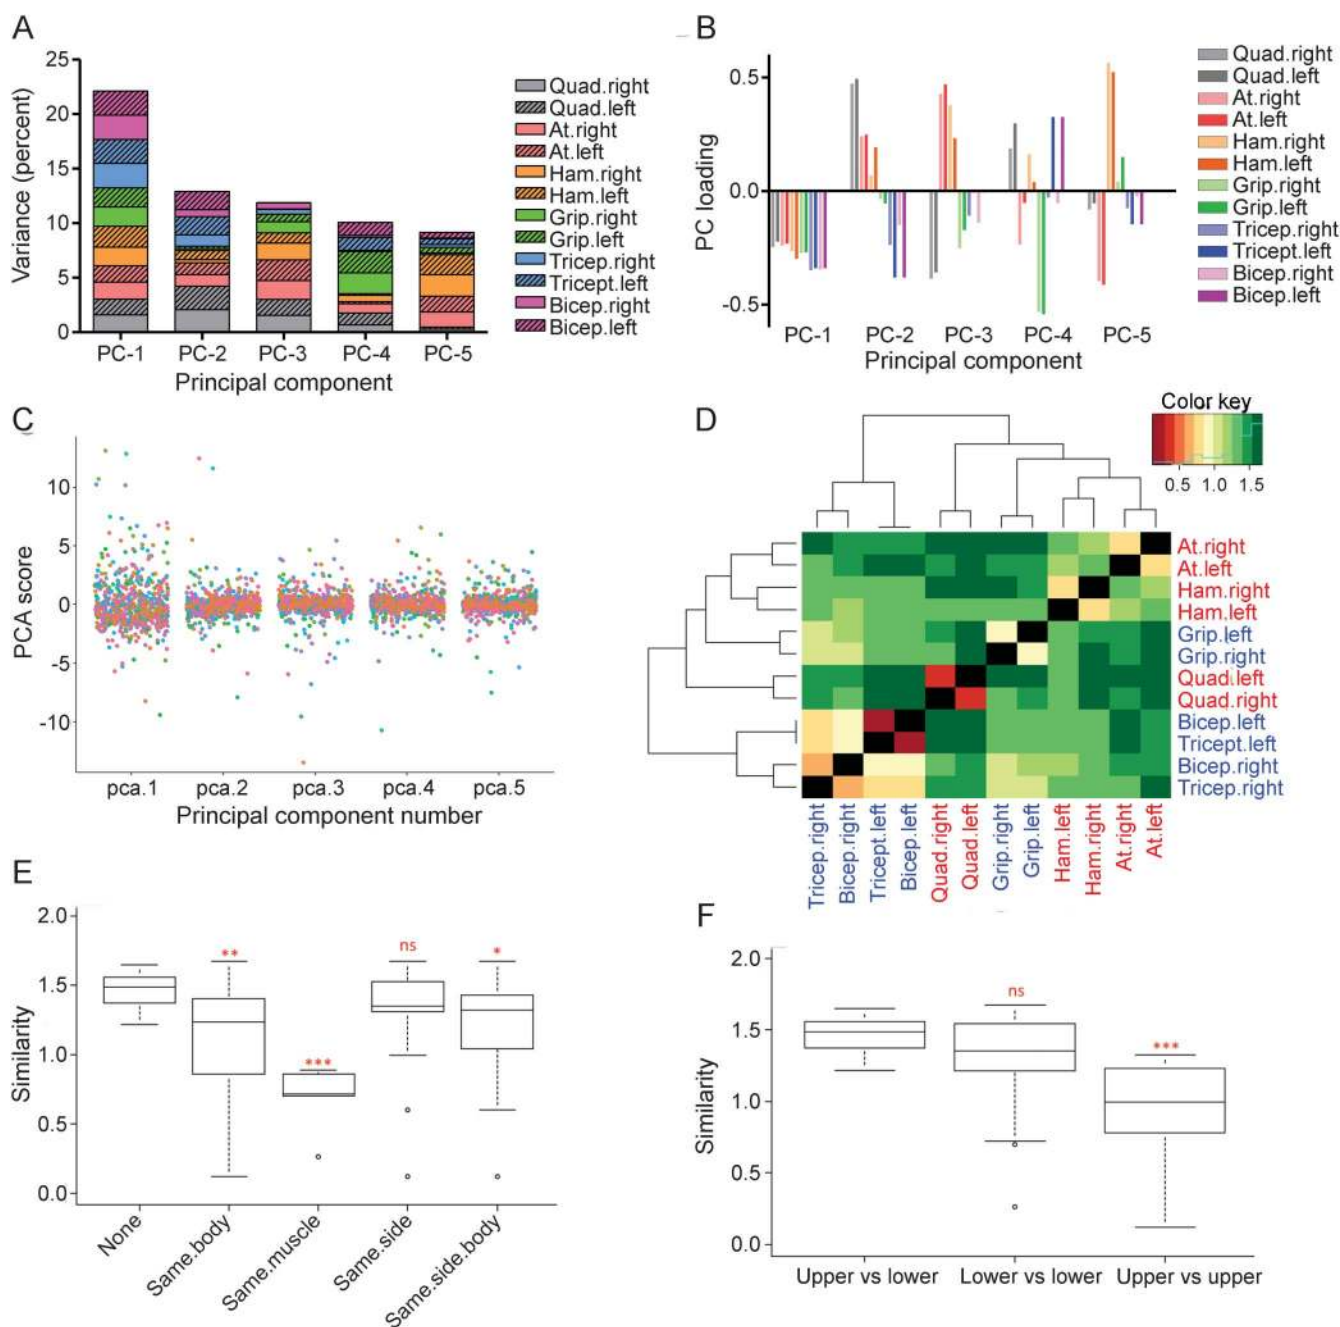 A
Variance (percent)
25
20
15
10
5
0
PC-1 PC-2 PC-3 PC-4 PC-5
Principal component
Quad.right
Quad.left
At.right
At.left
Ham.right
Ham.left
Grip.right
Grip.left
Tricep.right
Tricept.left
Bicep.right
Bicep.left
B
PC loading
0.5
0.0
-0.5
PC-1 PC-2 PC-3 PC-4 PC-5
Principal component
Quad.right
Quad.left
At.right
At.left
Ham.right
Ham.left
Grip.right
Grip.left
Tricep.right
Tricept.left
Bicep.right
Bicep.left
C
PCA score
10
5
0
-5
-10
pca.1 pca.2 pca.3 pca.4 pca.5
Principal component number
D
Color key
0.5 1.0 1.5
At.right
At.left
Ham.right
Ham.left
Grip.left
Grip.right
Quad.left
Quad.right
Bicep.left
Tricept.left
Bicep.right
Tricep.right
Tricep.right
Bicep.right
Tricept.left
Bicep.left
Quad.right
Quad.left
Grip.right
Grip.left
Ham.left
Ham.right
At.right
At.left
E
Similarity
2.0
1.5
1.0
0.5
0.0
** *** ns *
None
Same.body
Same.muscle
Same.side
Same.side.body
F
Similarity
2.0
1.5
1.0
0.5
0.0
ns ***
Upper vs lower Lower vs lower Upper vs upper